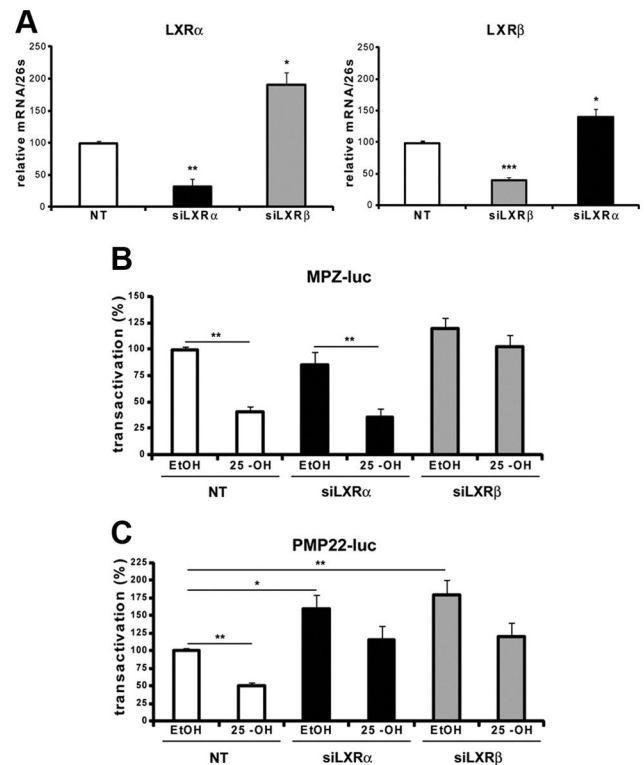 A
LXRα
relative mRNA/26s
250
200
150
100
50
0
**
*
NT
siLXRα
siLXRβ
LXRβ
relative mRNA/26s
250
200
150
100
50
0
***
*
NT
siLXRβ
siLXRα
B
MPZ-luc
transactivation (%)
150
125
100
75
50
25
0
**
**
EtOH
25 -OH
EtOH
25 -OH
EtOH
25 -OH
NT
siLXRα
siLXRβ
C
PMP22-luc
transactivation (%)
225
200
175
150
125
100
75
50
25
0
**
*
**
EtOH
25 -OH
EtOH
25 -OH
EtOH
25 -OH
NT
siLXRα
siLXRβ